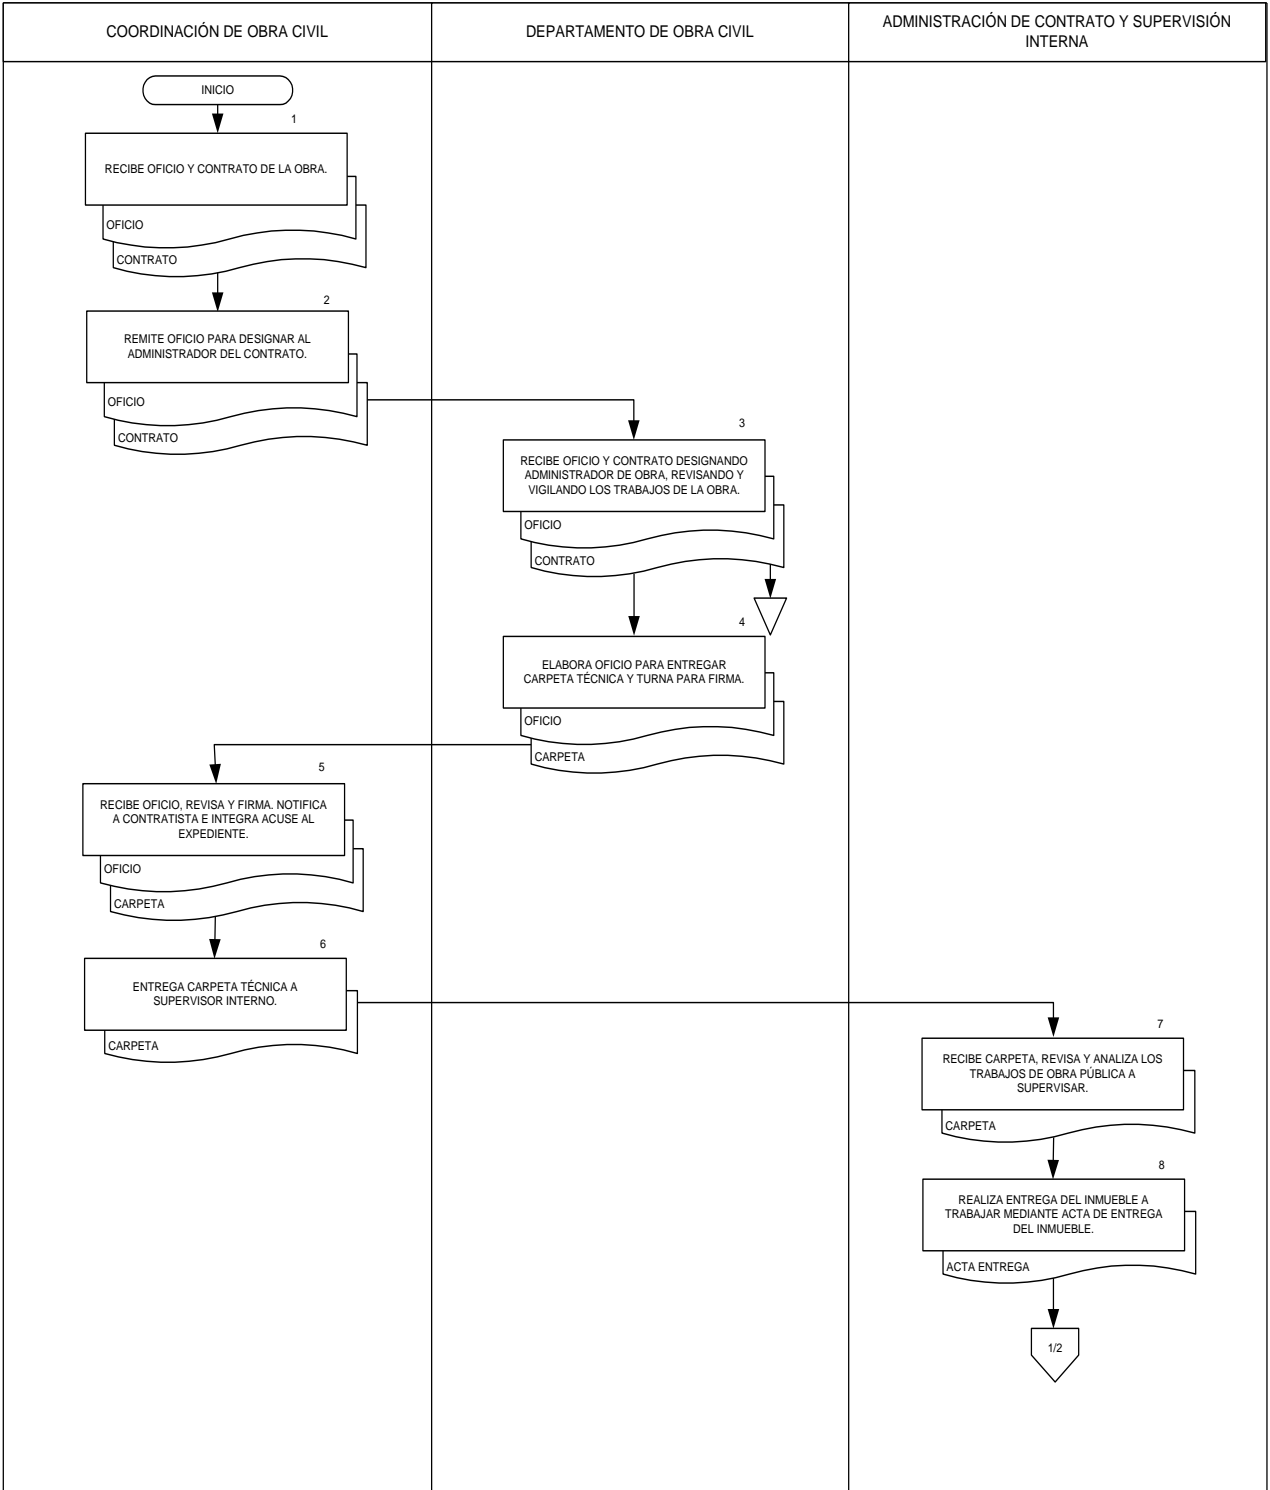 COORDINACIÓN DE OBRA CIVIL
DEPARTAMENTO DE OBRA CIVIL
ADMINISTRACIÓN DE CONTRATO Y SUPERVISIÓN
INTERNA
INICIO
1
RECIBE OFICIO Y CONTRATO DE LA OBRA.
OFICIO
CONTRATO
2
REMITE OFICIO PARA DESIGNAR AL
ADMINISTRADOR DEL CONTRATO.
OFICIO
CONTRATO
3
RECIBE OFICIO Y CONTRATO DESIGNANDO
ADMINISTRADOR DE OBRA, REVISANDO Y
VIGILANDO LOS TRABAJOS DE LA OBRA.
OFICIO
CONTRATO
4
ELABORA OFICIO PARA ENTREGAR
CARPETA TÉCNICA Y TURNA PARA FIRMA.
OFICIO
CARPETA
5
RECIBE OFICIO, REVISA Y FIRMA. NOTIFICA
A CONTRATISTA E INTEGRA ACUSE AL
EXPEDIENTE.
OFICIO
CARPETA
6
ENTREGA CARPETA TÉCNICA A
SUPERVISOR INTERNO.
CARPETA
7
RECIBE CARPETA, REVISA Y ANALIZA LOS
TRABAJOS DE OBRA PÚBLICA A
SUPERVISAR.
CARPETA
8
REALIZA ENTREGA DEL INMUEBLE A
TRABAJAR MEDIANTE ACTA DE ENTREGA
DEL INMUEBLE.
ACTA ENTREGA
1/2